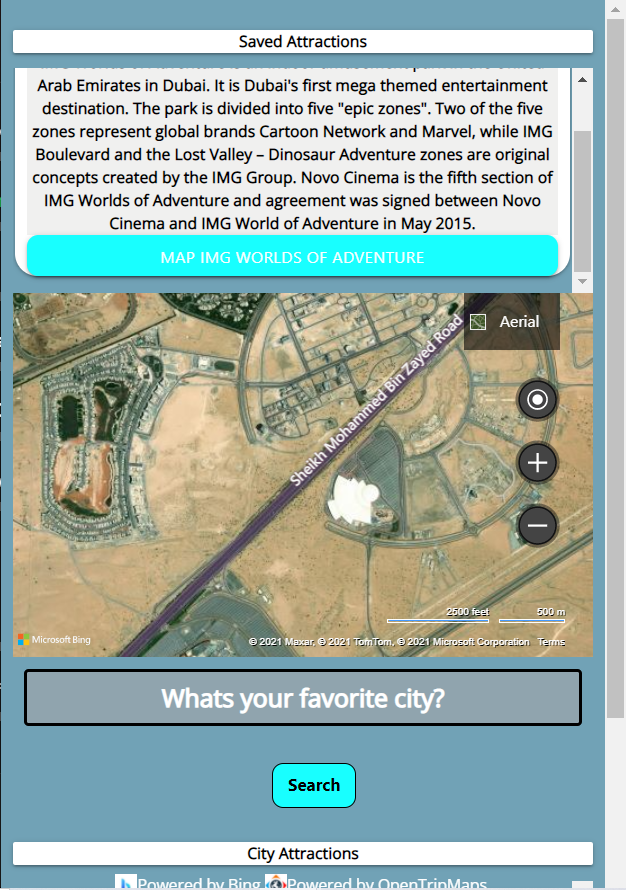 Saved Attractions
Arab Emirates in Dubai. It is Dubai's first mega themed entertainment
destination. The park is divided into five "epic zones". Two of the five
zones represent global brands Cartoon Network and Marvel, while IMG
Boulevard and the Lost Valley – Dinosaur Adventure zones are original
concepts created by the IMG Group. Novo Cinema is the fifth section of
IMG Worlds of Adventure and agreement was signed between Novo
Cinema and IMG World of Adventure in May 2015.
MAP IMG WORLDS OF ADVENTURE
Aerial
Sheikh Mohammed Bin Zayed Road
2500 feet 500 m
Microsoft Bing
© 2021 Maxar, © 2021 TomTom, © 2021 Microsoft Corporation Terms
Whats your favorite city?
Search
City Attractions
Powered by Bing Powered by OpenTripMaps